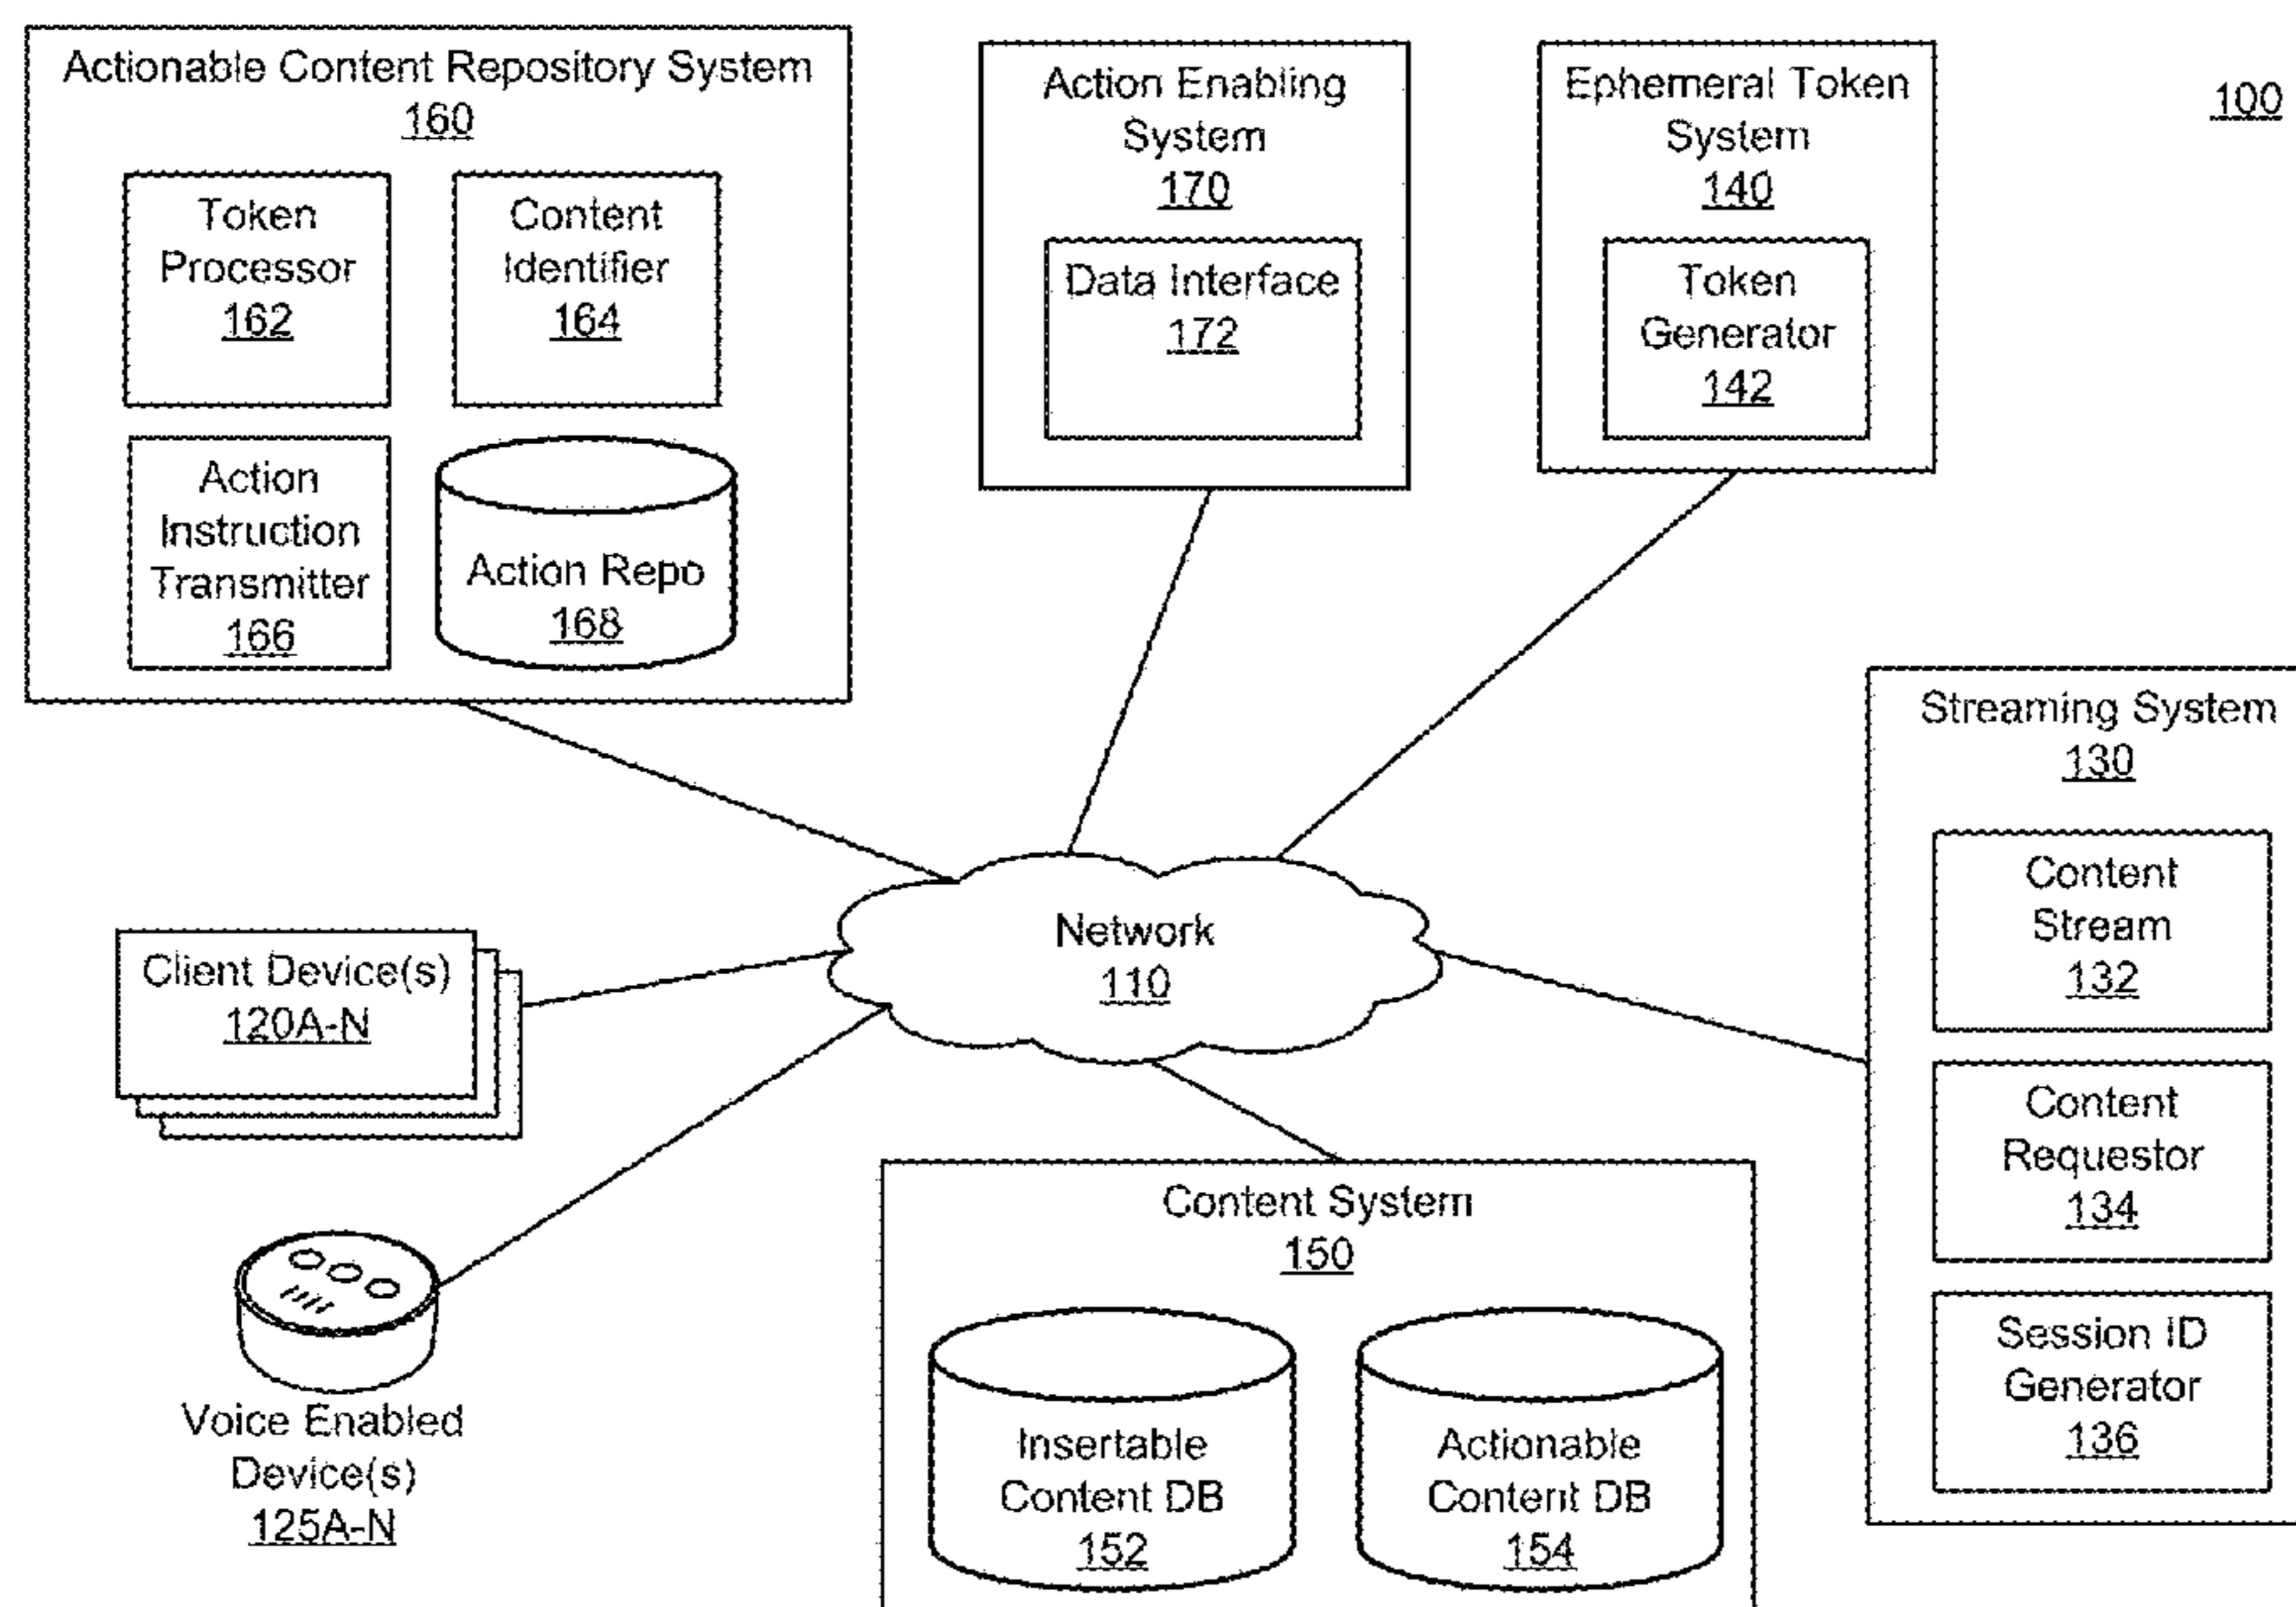 Actionable Content Repository System
160
Token
Processor
162
Content
Identifier
164
Action
Instruction
Transmitter
166
Action Repo
168
Action Enabling
System
170
Data Interface
172
Ephemeral Token
System
140
Token
Generator
142
100
Streaming System
130
Content
Stream
132
Content
Requestor
134
Session ID
Generator
136
Network
110
Client Device(s)
120A-N
Voice Enabled
Device(s)
125A-N
Content System
150
Insertable
Content DB
152
Actionable
Content DB
154